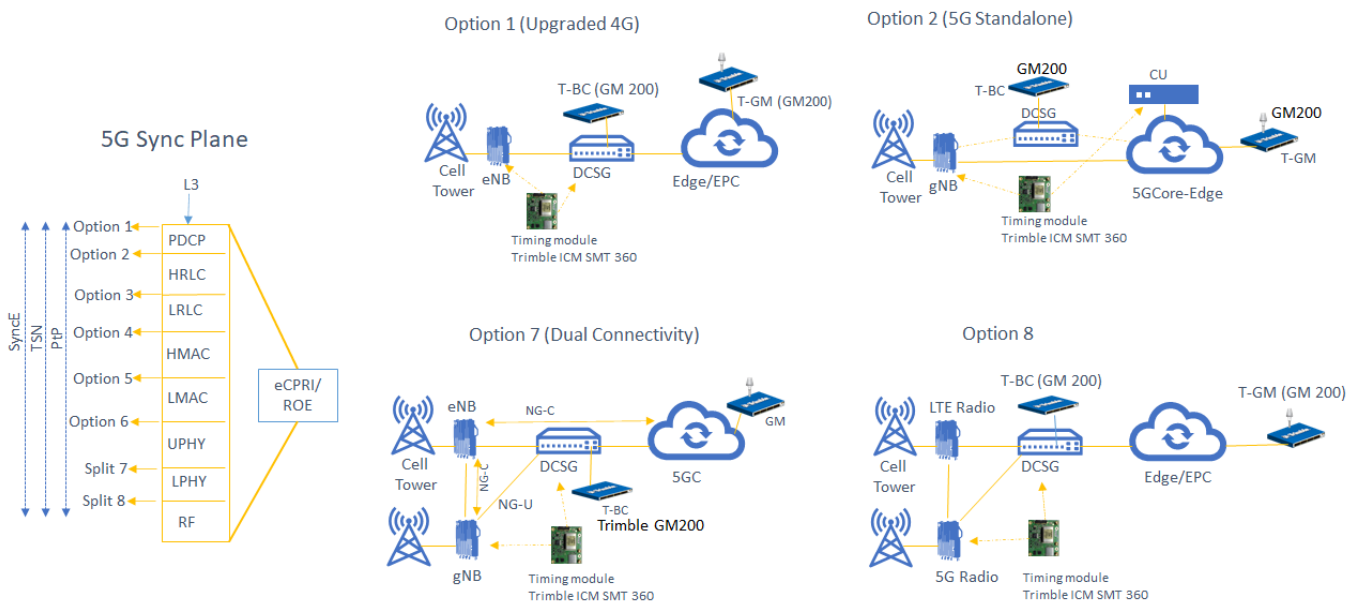 5G Sync Plane
L3
Option 1
Option 2
Option 3
Option 4
Option 5
Option 6
Split 7
Split 8
SyncE
TSN
PtP
PDCP
HRLC
LRLC
HMAC
LMAC
UPHY
LPHY
RF
eCPRI/
ROE
Option 1 (Upgraded 4G)
T-BC (GM 200)
T-GM (GM200)
Cell
Tower
eNB
DCSG
Edge/EPC
Timing module
Trimble ICM SMT 360
Option 2 (5G Standalone)
GM200
T-BC
DCSG
CU
GM200
T-GM
Cell
Tower
gNB
5GCore-Edge
Timing module
Trimble ICM SMT 360
Option 7 (Dual Connectivity)
eNB
NG-C
GM
Cell
Tower
DCSG
5GC
NG-C
NG-U
T-BC
Trimble GM200
gNB
Timing module
Trimble ICM SMT 360
Option 8
T-BC (GM 200)
T-GM (GM 200)
LTE Radio
Cell
Tower
DCSG
Edge/EPC
5G Radio
Timing module
Trimble ICM SMT 360